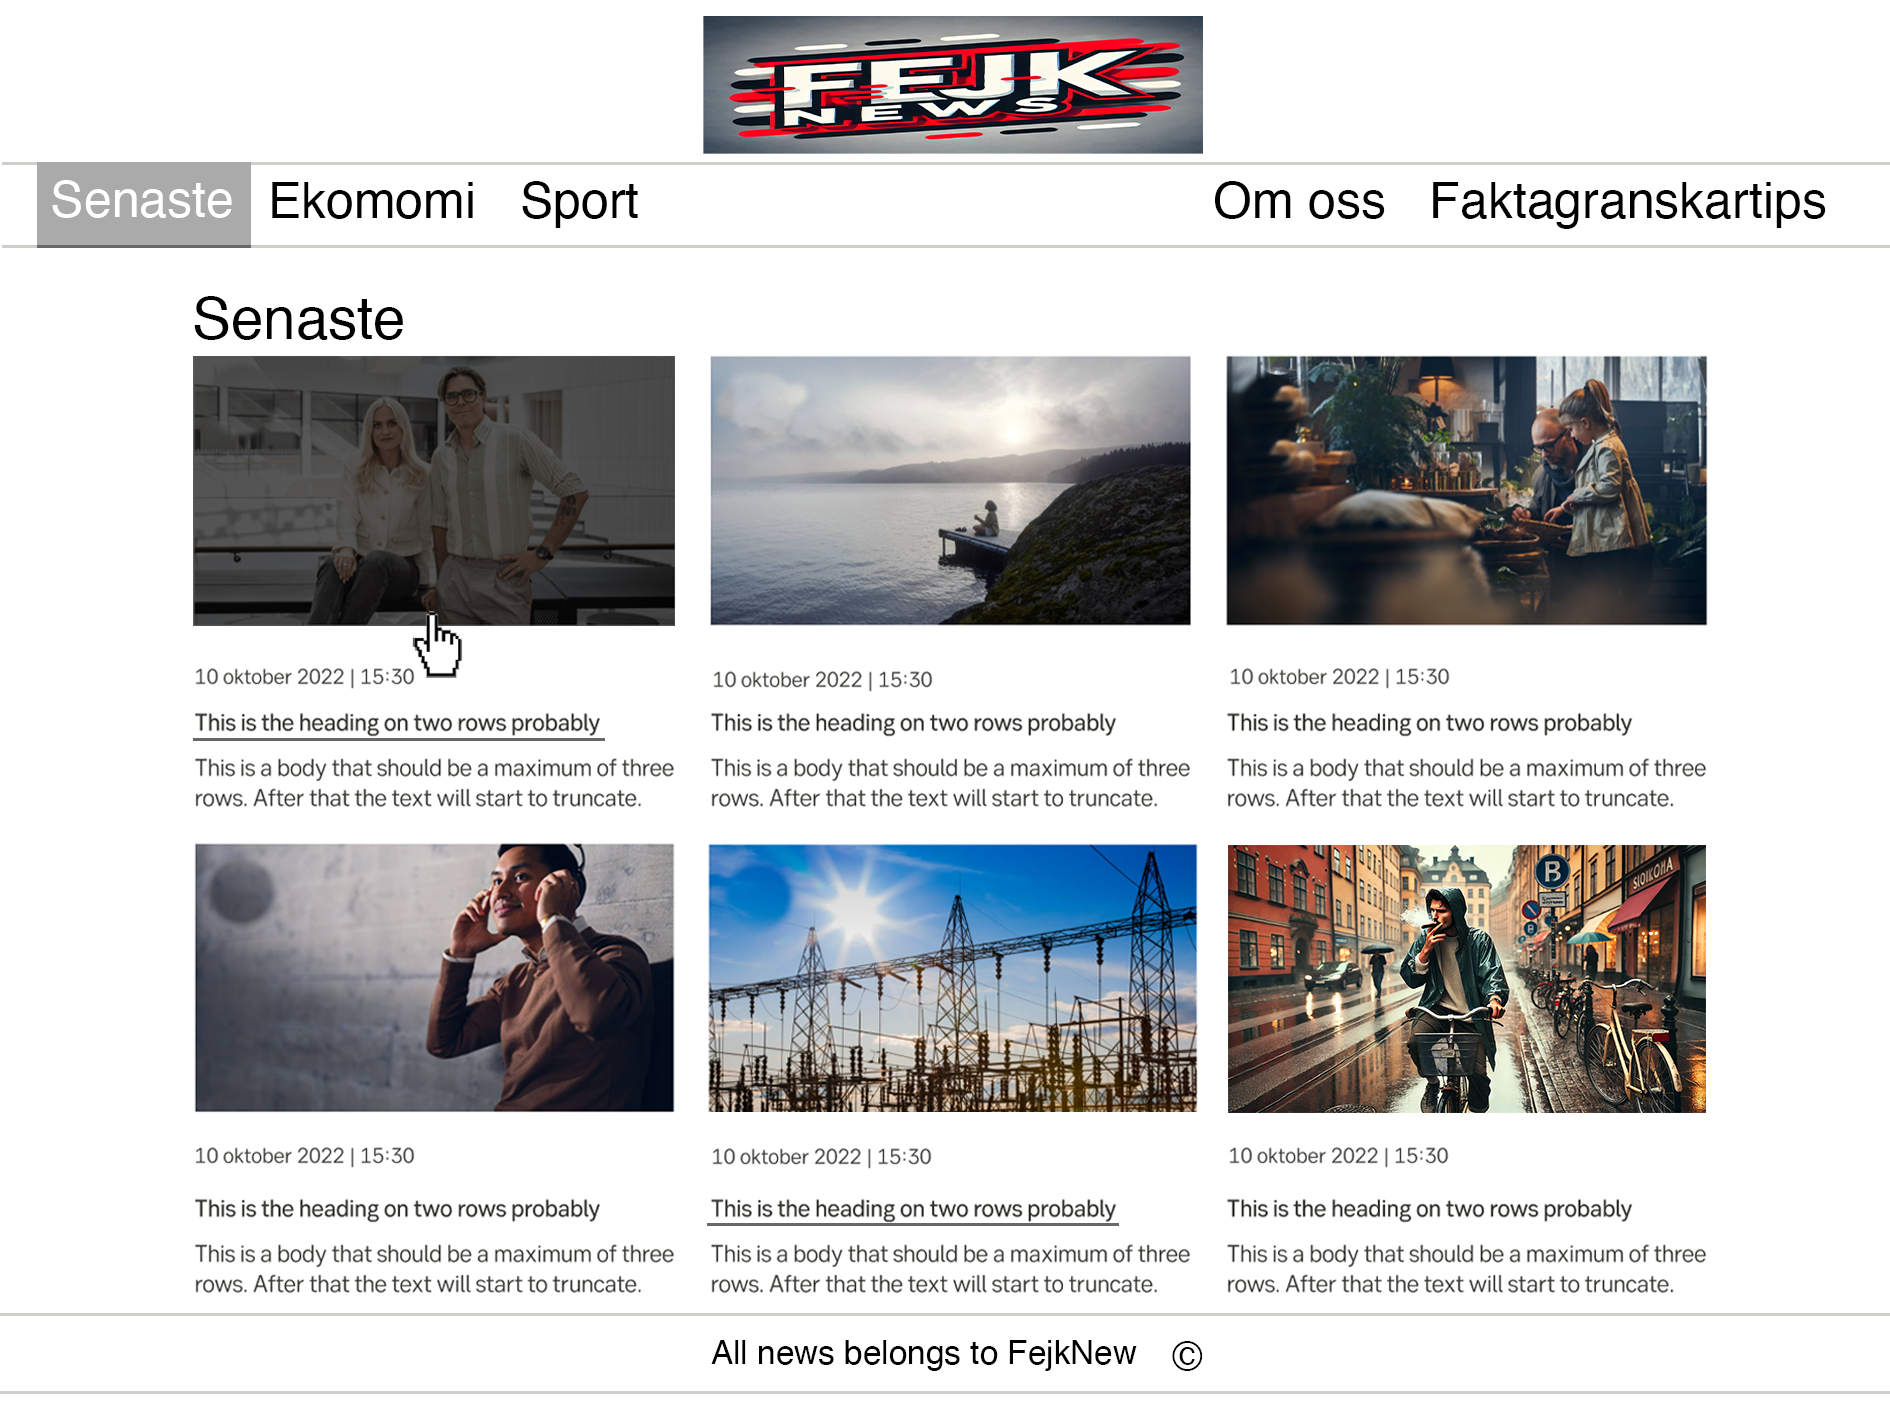 FEJK
NEWS
Senaste Ekomomi Sport Om oss Faktagranskartips
Senaste
10 oktober 2022 | 15:30
This is the heading on two rows probably
This is a body that should be a maximum of three
rows. After that the text will start to truncate.
10 oktober 2022 | 15:30
This is the heading on two rows probably
This is a body that should be a maximum of three
rows. After that the text will start to truncate.
10 oktober 2022 | 15:30
This is the heading on two rows probably
This is a body that should be a maximum of three
rows. After that the text will start to truncate.
B
10 oktober 2022 | 15:30
This is the heading on two rows probably
This is a body that should be a maximum of three
rows. After that the text will start to truncate.
10 oktober 2022 | 15:30
This is the heading on two rows probably
This is a body that should be a maximum of three
rows. After that the text will start to truncate.
10 oktober 2022 | 15:30
This is the heading on two rows probably
This is a body that should be a maximum of three
rows. After that the text will start to truncate.
All news belongs to FejkNew ©